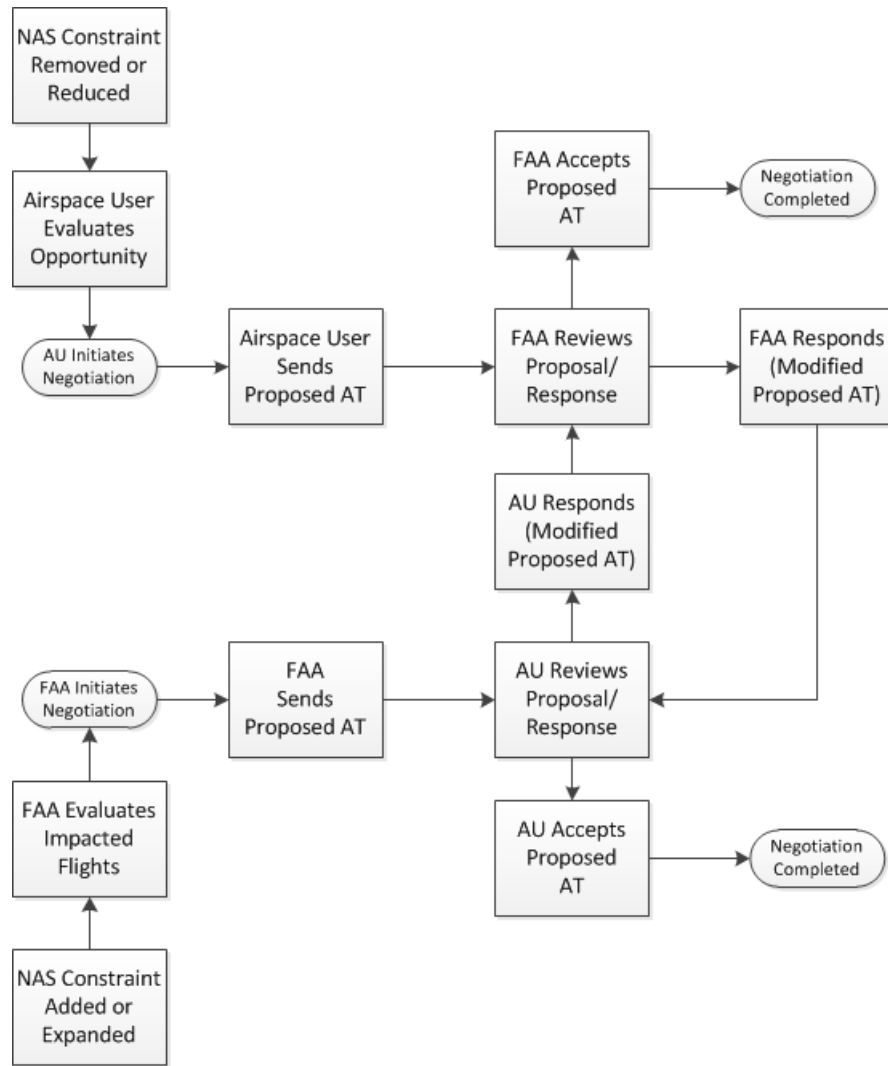 NAS Constraint
Removed or
Reduced
Airspace User
Evaluates
Opportunity
AU Initiates
Negotiation
Airspace User
Sends
Proposed AT
FAA Accepts
Proposed
AT
Negotiation
Completed
FAA Reviews
Proposal/
Response
FAA Responds
(Modified
Proposed AT)
AU Responds
(Modified
Proposed AT)
FAA Initiates
Negotiation
FAA
Sends
Proposed AT
AU Reviews
Proposal/
Response
FAA Evaluates
Impacted
Flights
AU Accepts
Proposed
AT
Negotiation
Completed
NAS Constraint
Added or
Expanded